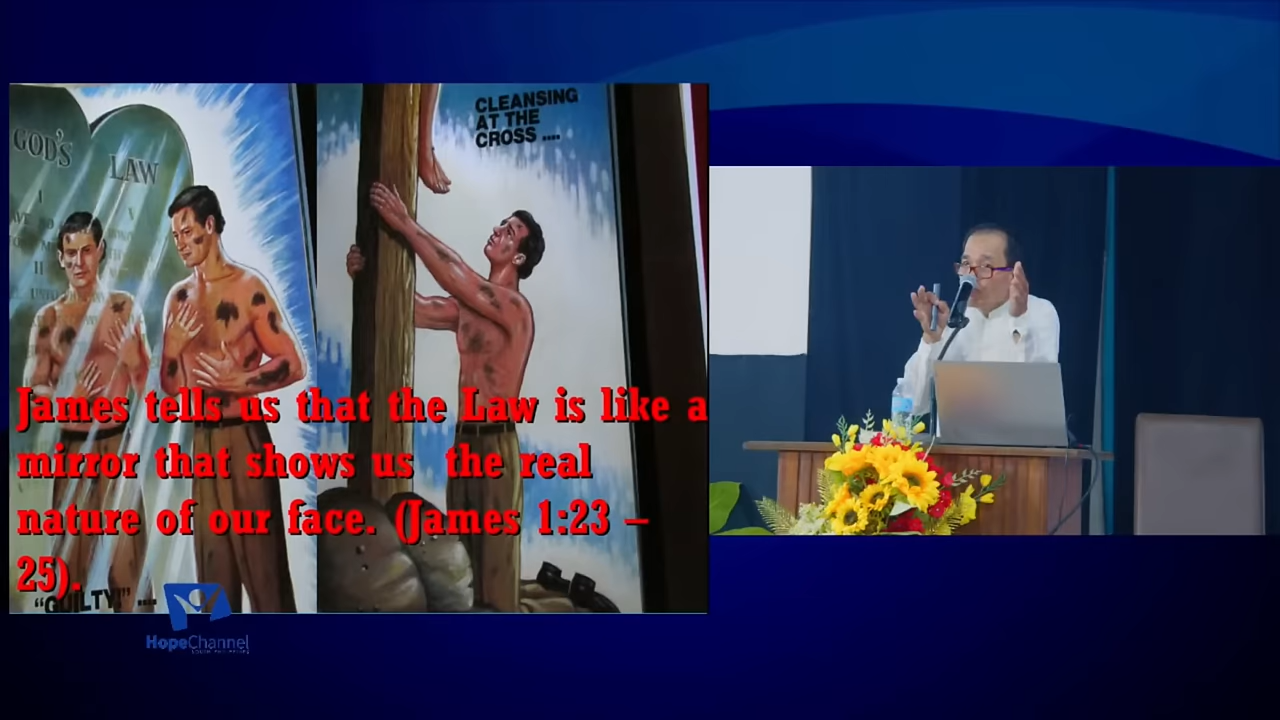 GOD'S
LAW
I
V
II
CLEANSING
AT THE
CROSS ....
James tells us that the Law is like a
mirror that shows us the real
nature of our face. (James 1:23 –
25).
"GUILTY!" ....
HopeChannel